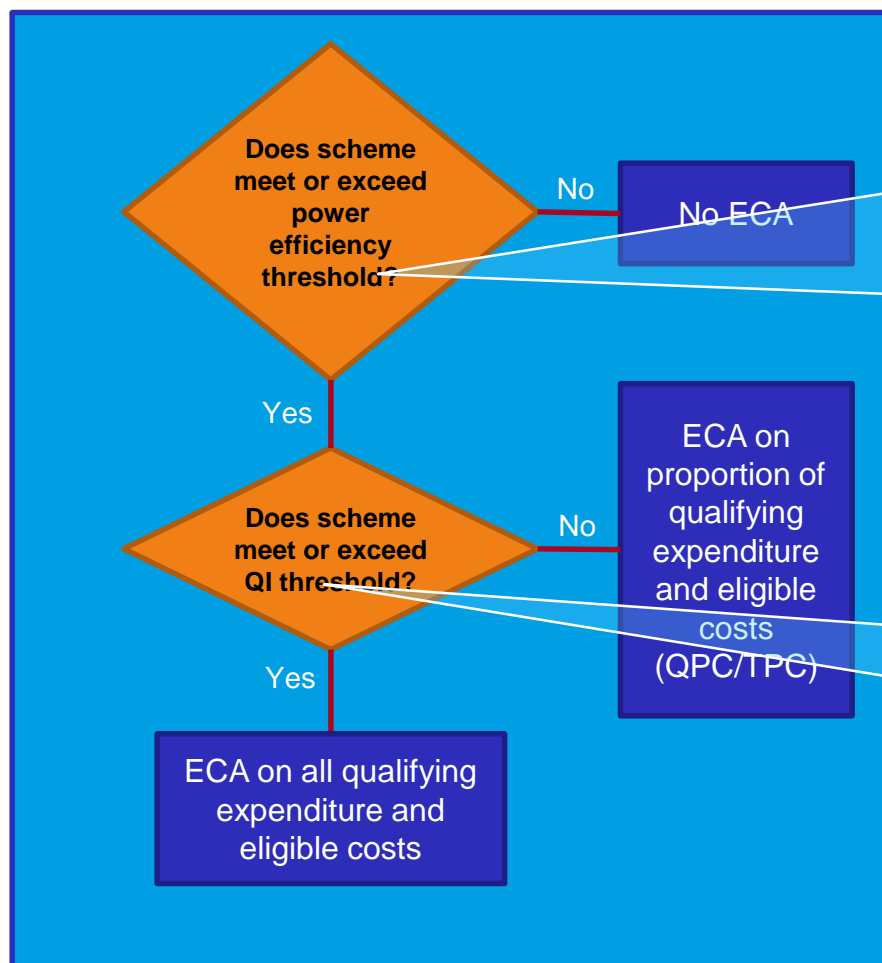 Does scheme
meet or exceed
power
efficiency
threshold?
No
No ECA
Yes
Does scheme
meet or exceed
QI threshold?
No
ECA on
proportion of
qualifying
expenditure
and eligible
costs
(QPC/TPC)
Yes
ECA on all qualifying
expenditure and
eligible costs